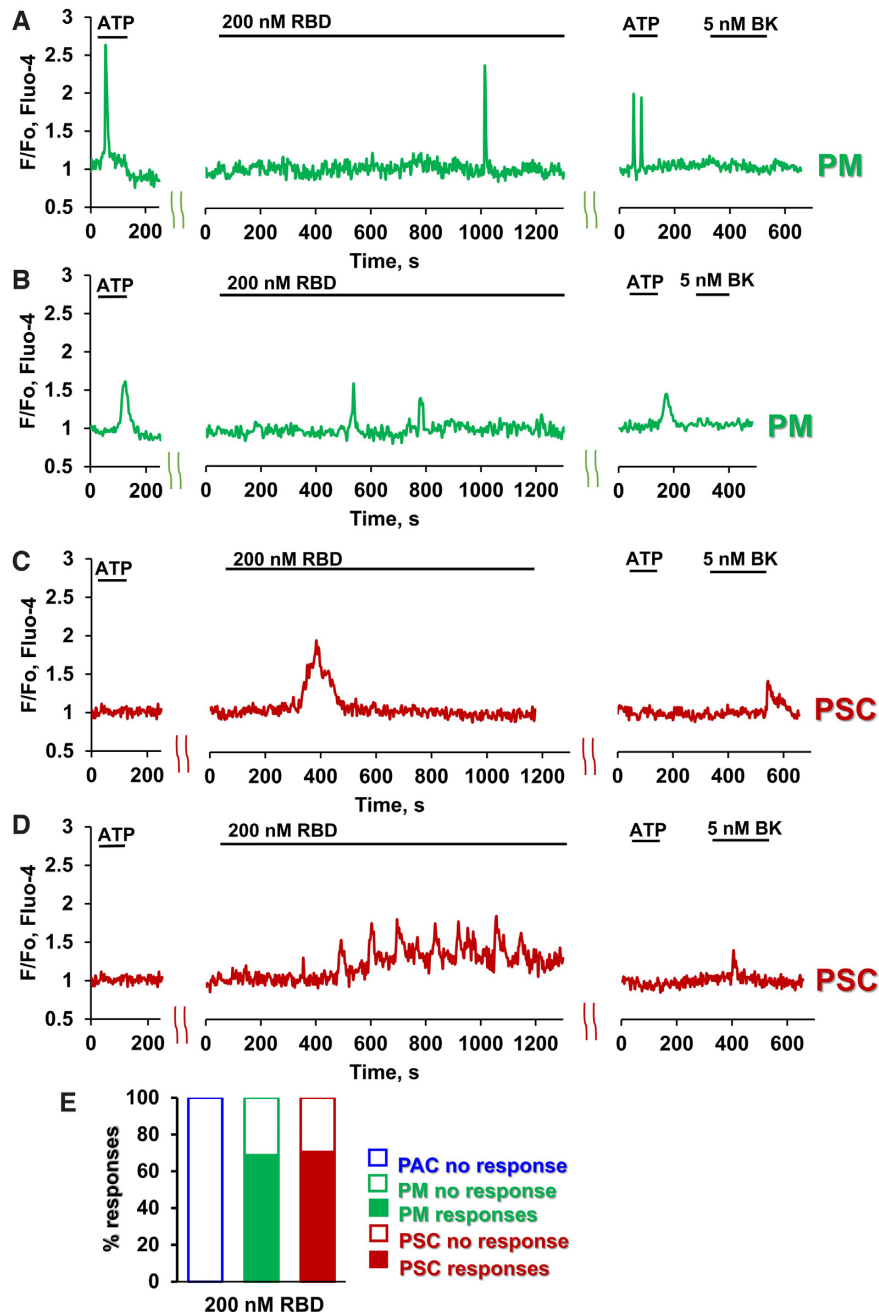 A
ATP
200 nM RBD
ATP
5 nM BK
F/Fo, Fluo-4
3
2.5
2
1.5
1
0.5
PM
0 200
0 200 400 600 800 1000 1200
0 200 400 600
Time, s
B
ATP
200 nM RBD
ATP
5 nM BK
F/Fo, Fluo-4
3
2.5
2
1.5
1
0.5
PM
0 200
0 200 400 600 800 1000 1200
0 200 400
Time, s
C
ATP
200 nM RBD
ATP
5 nM BK
F/Fo, Fluo-4
3
2.5
2
1.5
1
0.5
PSC
0 200
0 200 400 600 800 1000 1200
0 200 400 600
Time, s
D
ATP
200 nM RBD
ATP
5 nM BK
F/Fo, Fluo-4
3
2.5
2
1.5
1
0.5
PSC
0 200
0 200 400 600 800 1000 1200
0 200 400 600
Time, s
E
% responses
100
80
60
40
20
0
200 nM RBD
PAC no response
PM no response
PM responses
PSC no response
PSC responses